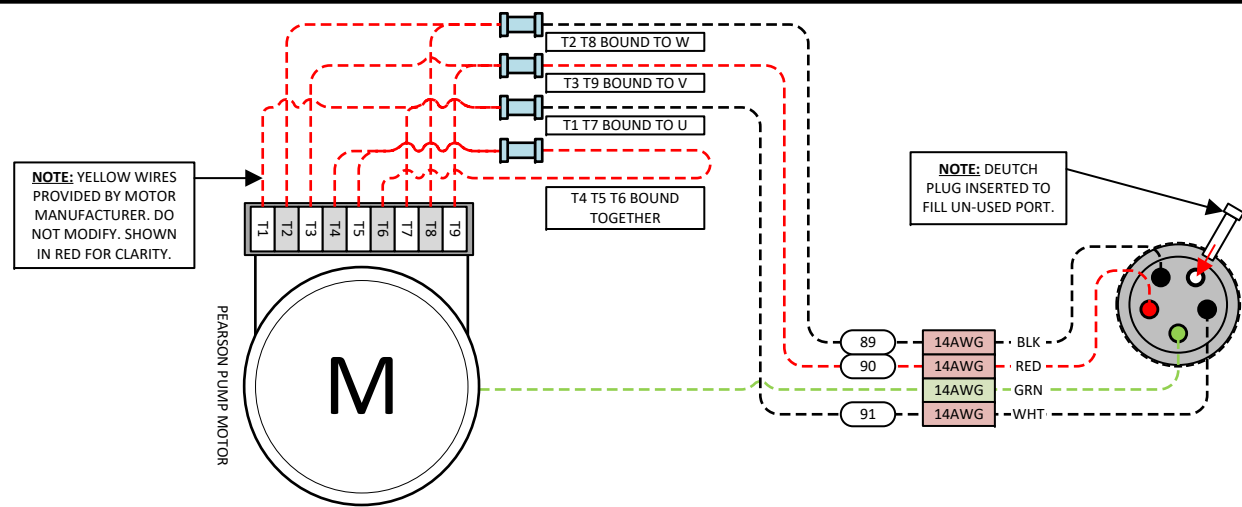 T2 T8 BOUND TO W
T3 T9 BOUND TO V
T1 T7 BOUND TO U
T4 T5 T6 BOUND
TOGETHER
NOTE: YELLOW WIRES
PROVIDED BY MOTOR
MANUFACTURER. DO
NOT MODIFY. SHOWN
IN RED FOR CLARITY.
NOTE: DEUTCH
PLUG INSERTED TO
FILL UN-USED PORT.
T1
T2
T3
T4
T5
T6
T7
T8
T9
PEARSON PUMP MOTOR
M
89 14AWG BLK
90 14AWG RED
14AWG GRN
91 14AWG WHT